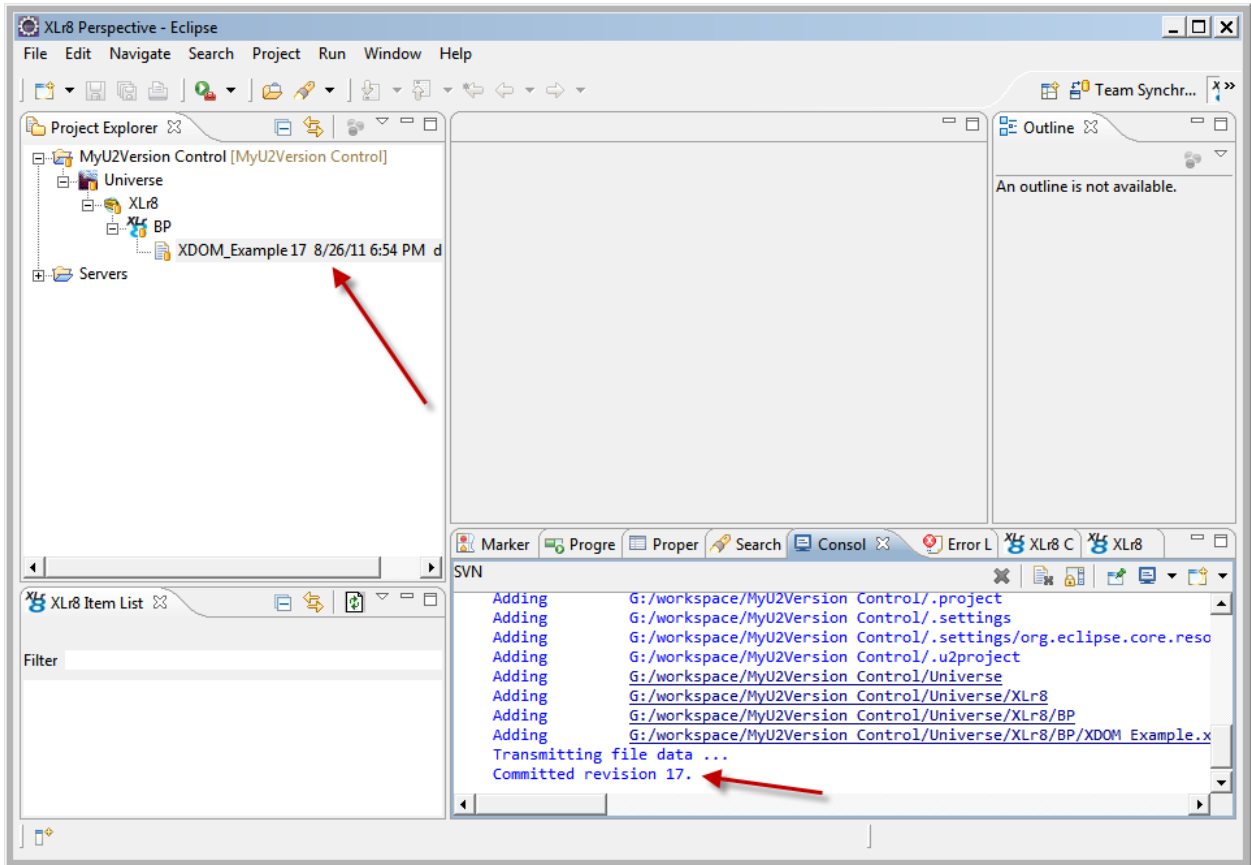 XLr8 Perspective - Eclipse
File Edit Navigate Search Project Run Window Help
Team Synchr...
Project Explorer
Outline
MyU2Version Control [MyU2Version Control]
Universe
XLr8
BP
XDOM_Example 17 8/26/11 6:54 PM d
Servers
An outline is not available.
Marker Progre Proper Search Consol Error L XLr8 C XLr8
SVN
Adding G:/workspace/MyU2Version Control/.project
Adding G:/workspace/MyU2Version Control/.settings
Adding G:/workspace/MyU2Version Control/.settings/org.eclipse.core.reso
Adding G:/workspace/MyU2Version Control/.u2project
Adding G:/workspace/MyU2Version Control/Universe
Adding G:/workspace/MyU2Version Control/Universe/XLr8
Adding G:/workspace/MyU2Version Control/Universe/XLr8/BP
Adding G:/workspace/MyU2Version Control/Universe/XLr8/BP/XDOM_Example.x
Transmitting file data ...
Committed revision 17.
XLr8 Item List
Filter